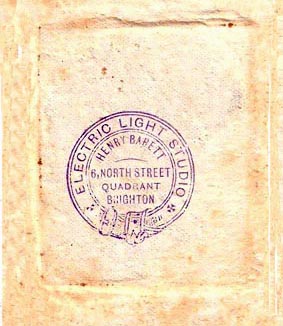 ELECTRIC LIGHT STUDIO
HENRY BARETT
6, NORTH STREET
QUADRANT
BRIGHTON